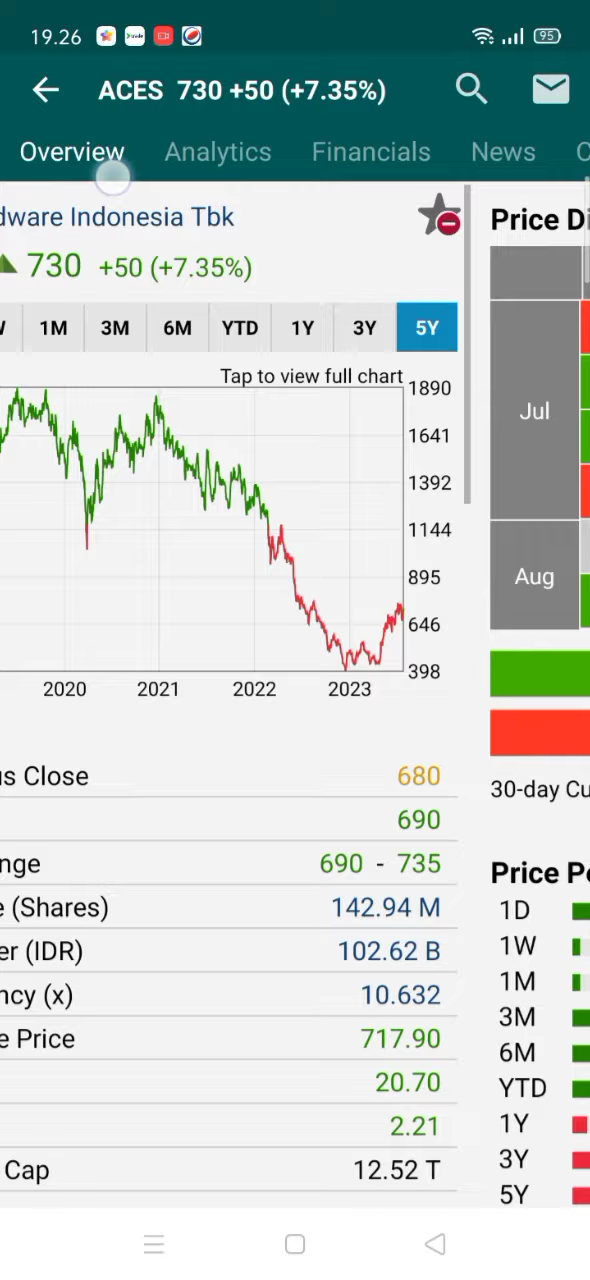 19.26
95
ACES 730 +50 (+7.35%)
Overview Analytics Financials News
dware Indonesia Tbk
730 +50 (+7.35%)
1M 3M 6M YTD 1Y 3Y 5Y
Tap to view full chart
1890
1641
1392
1144
895
646
398
2020 2021 2022 2023
us Close 680
690
nge 690 - 735
e (Shares) 142.94 M
er (IDR) 102.62 B
ncy (x) 10.632
e Price 717.90
20.70
2.21
Cap 12.52 T
Price Di
Jul
Aug
30-day Cu
Price Pe
1D
1W
1M
3M
6M
YTD
1Y
3Y
5Y